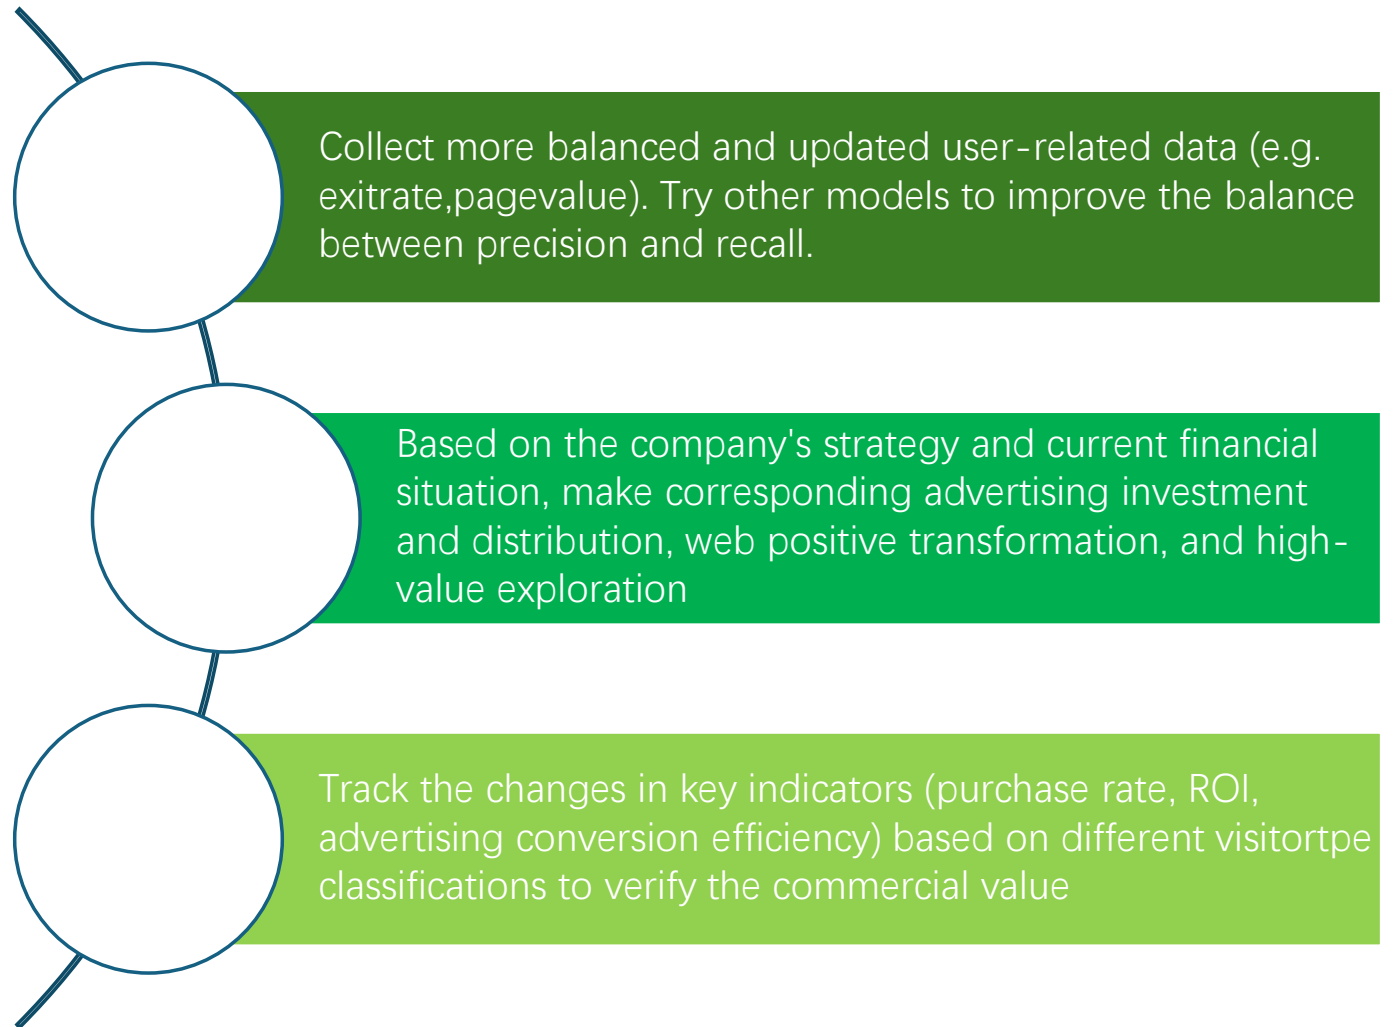 Collect more balanced and updated user-related data (e.g.
exitrate,pagevalue). Try other models to improve the balance
between precision and recall.
Based on the company's strategy and current financial
situation, make corresponding advertising investment
and distribution, web positive transformation, and high-
value exploration
Track the changes in key indicators (purchase rate, ROI,
advertising conversion efficiency) based on different visitortpe
classifications to verify the commercial value